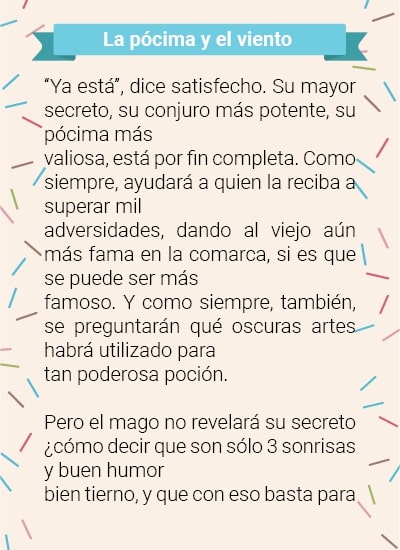 La pócima y el viento
“Ya está”, dice satisfecho. Su mayor
secreto, su conjuro más potente, su
pócima más
valiosa, está por fin completa. Como
siempre, ayudará a quien la reciba a
superar mil
adversidades, dando al viejo aún
más fama en la comarca, si es que
se puede ser más
famoso. Y como siempre, también,
se preguntarán qué oscuras artes
habrá utilizado para
tan poderosa poción.
Pero el mago no revelará su secreto
¿cómo decir que son sólo 3 sonrisas
y buen humor
bien tierno, y que con eso basta para